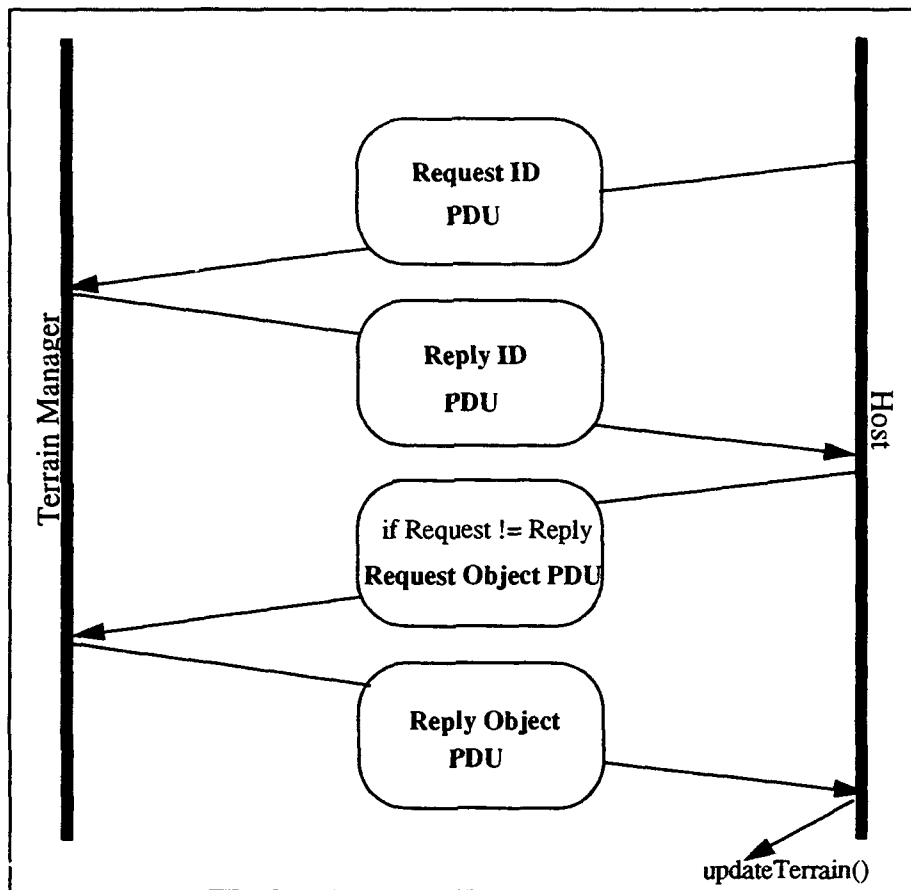 Request ID
PDU
Reply ID
PDU
Terrain Manager
Host
if Request != Reply
Request Object PDU
Reply Object
PDU
updateTerrain()